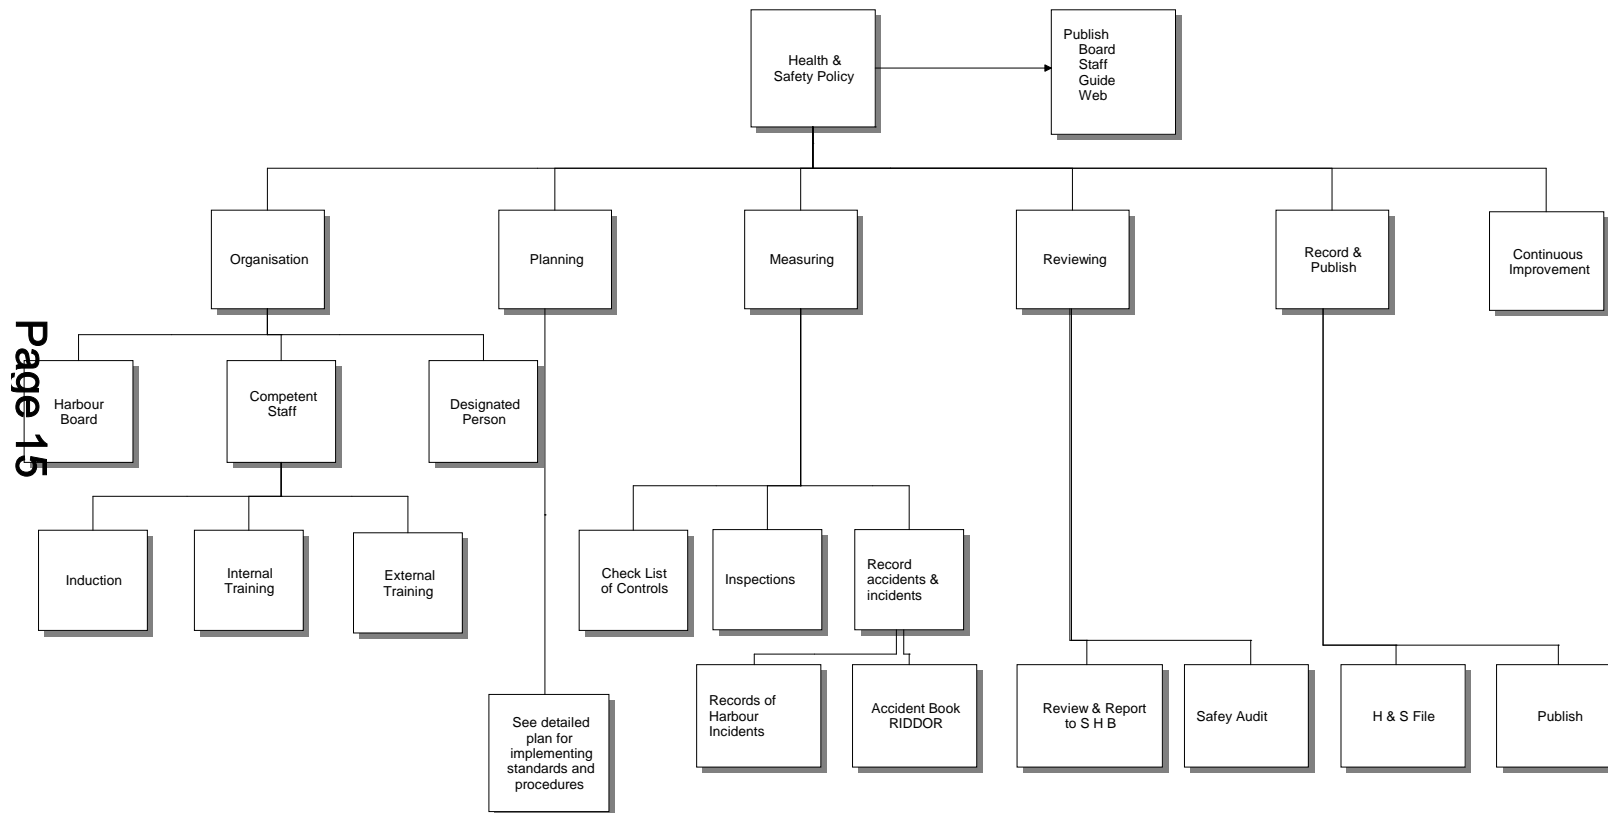 Health &
Safety Policy
Publish
Board
Staff
Guide
Web
Organisation
Planning
Measuring
Reviewing
Record &
Publish
Continuous
Improvement
Page 15
Harbour
Board
Competent
Staff
Designated
Person
Induction
Internal
Training
External
Training
Check List
of Controls
Inspections
Record
accidents &
incidents
See detailed
plan for
implementing
standards and
procedures
Records of
Harbour
Incidents
Accident Book
RIDDOR
Review & Report
to S H B
Safey Audit
H & S File
Publish